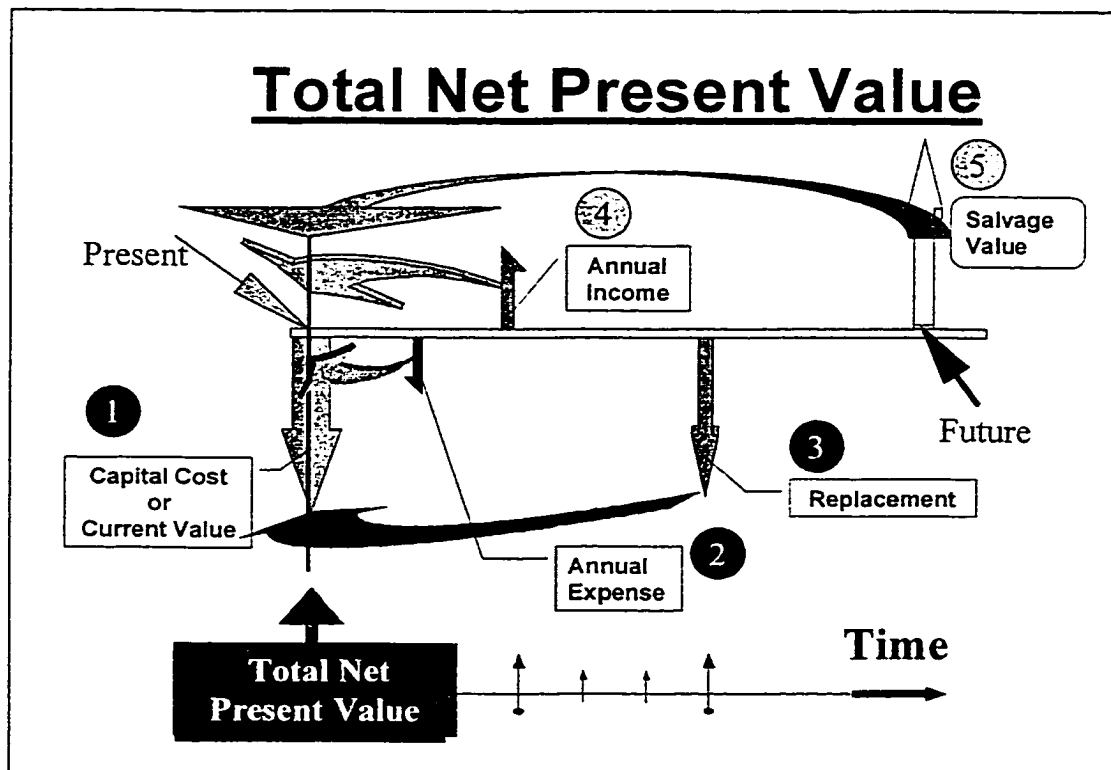 Total Net Present Value
5
4
Salvage
Value
Present
Annual
Income
1
Future
3
Capital Cost
or
Current Value
Replacement
2
Annual
Expense
Time
Total Net
Present Value